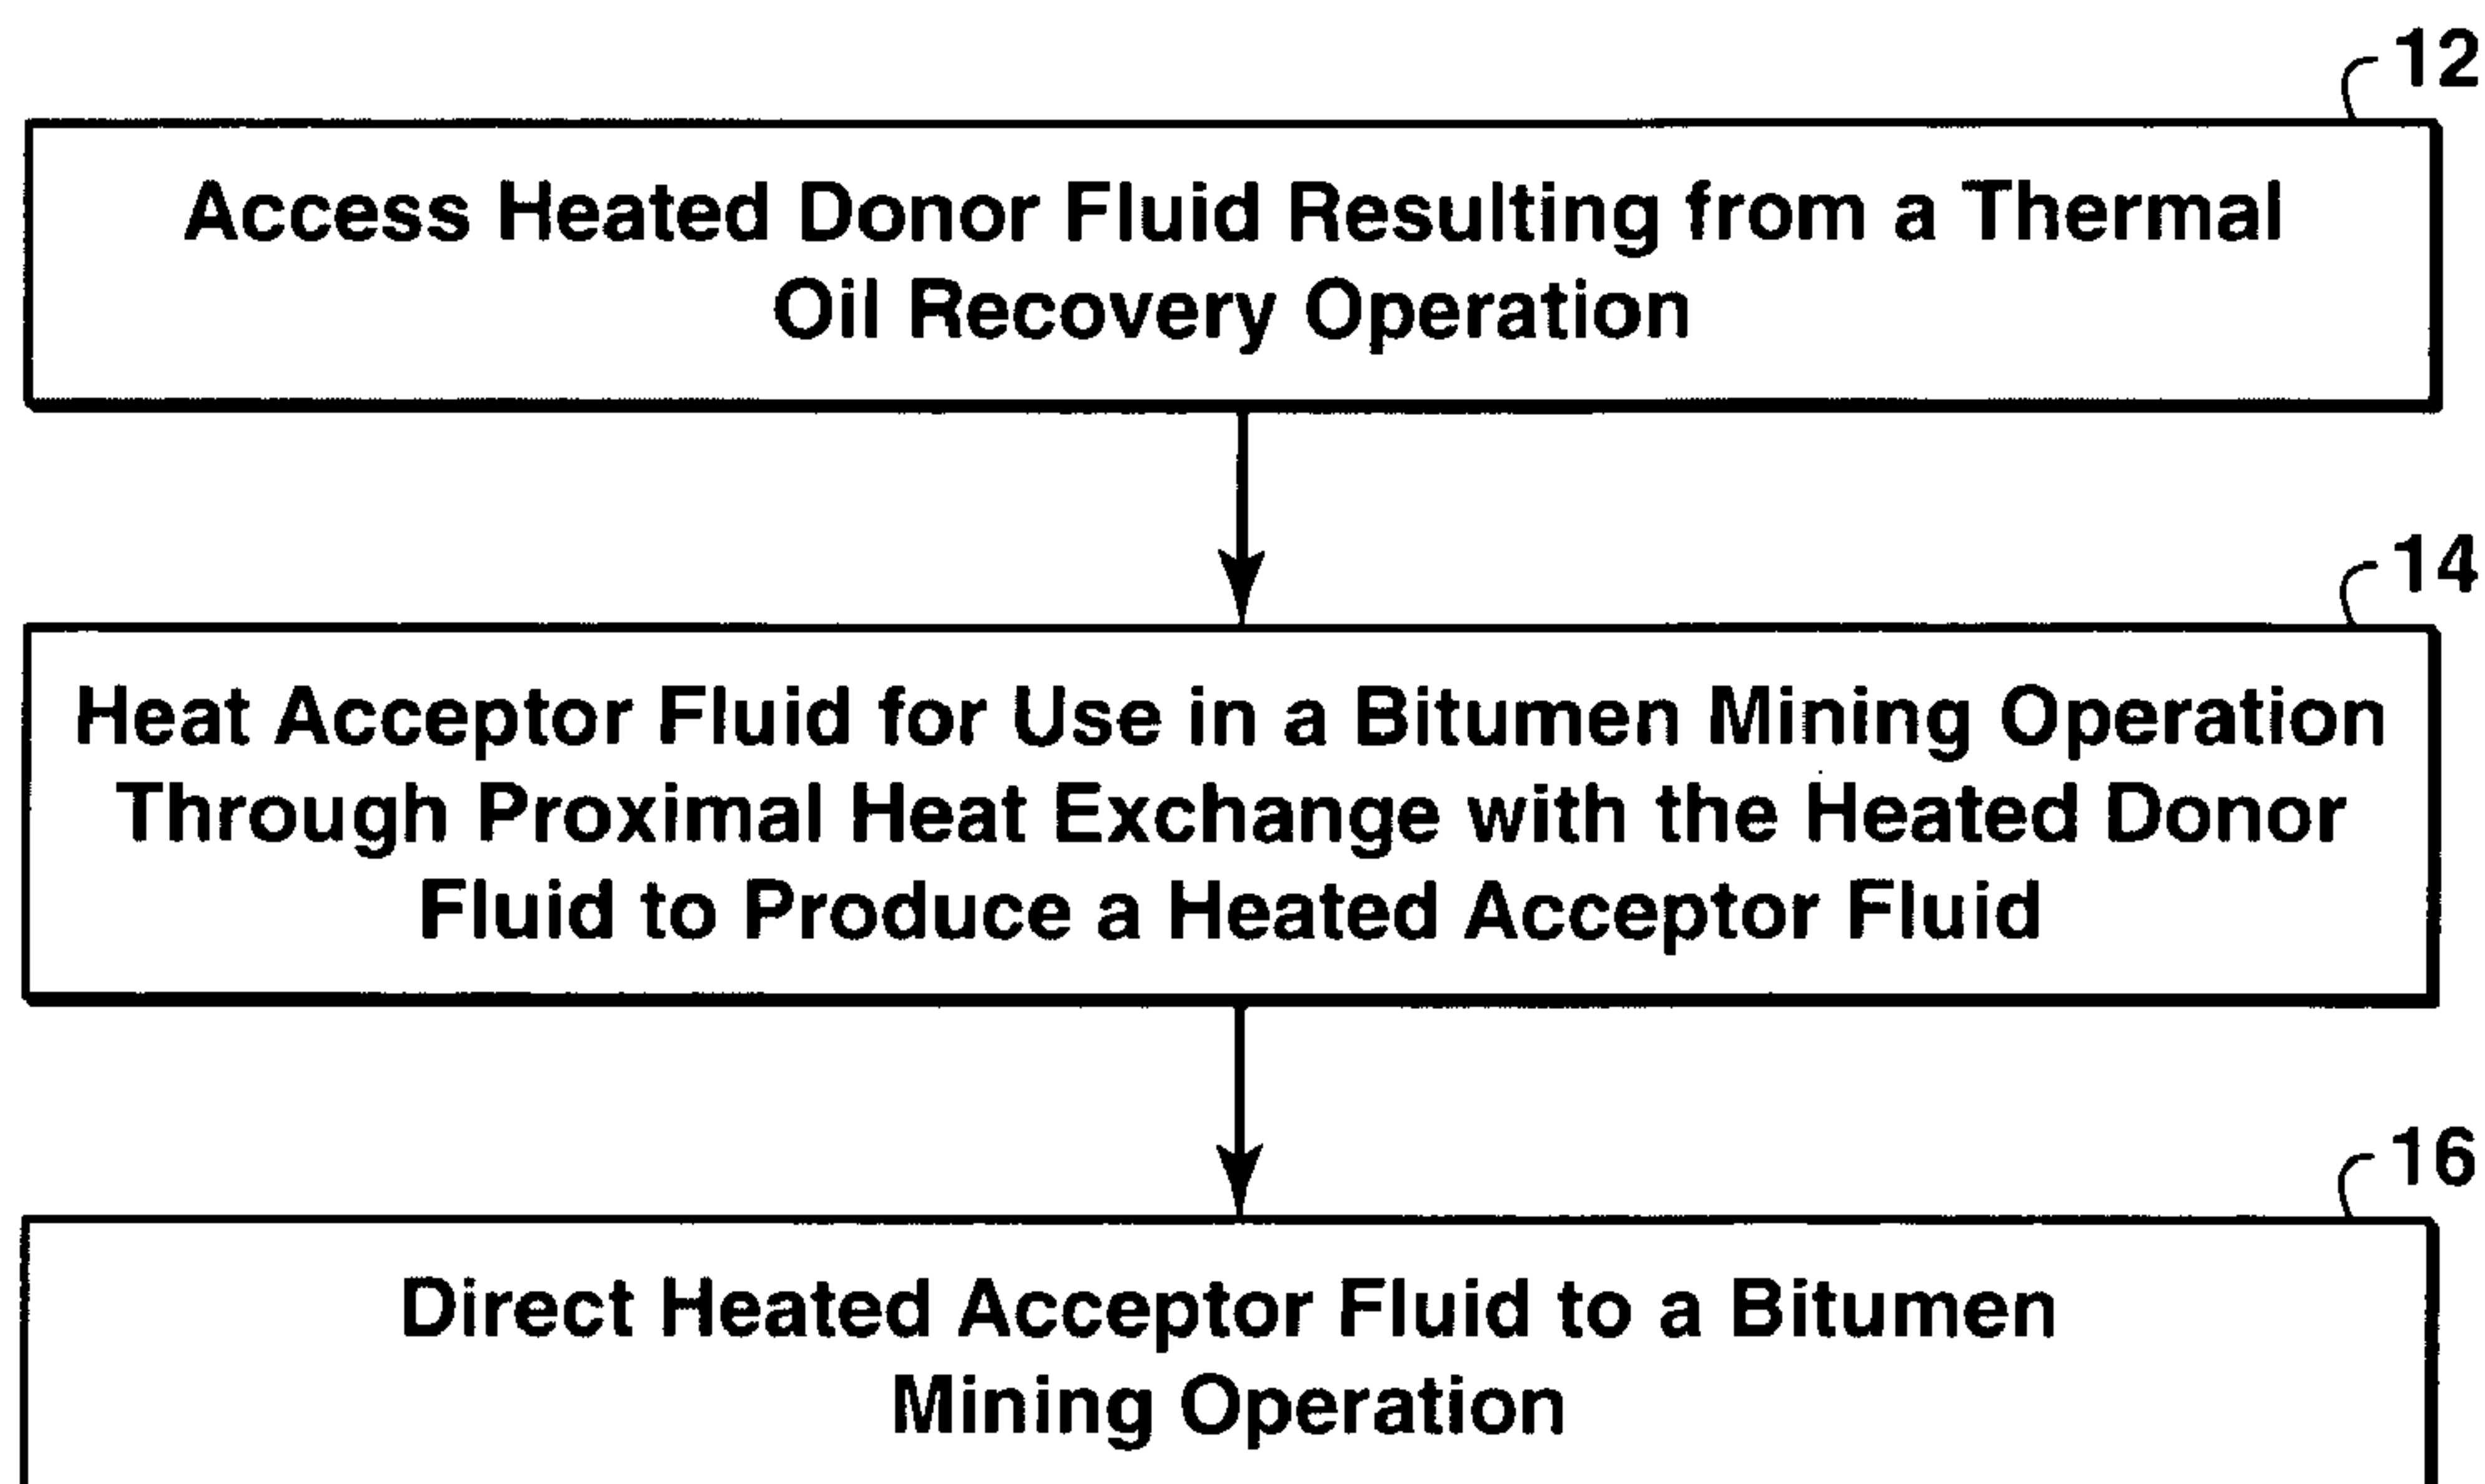 12
Access Heated Donor Fluid Resulting from a Thermal
Oil Recovery Operation
14
Heat Acceptor Fluid for Use in a Bitumen Mining Operation
Through Proximal Heat Exchange with the Heated Donor
Fluid to Produce a Heated Acceptor Fluid
16
Direct Heated Acceptor Fluid to a Bitumen
Mining Operation